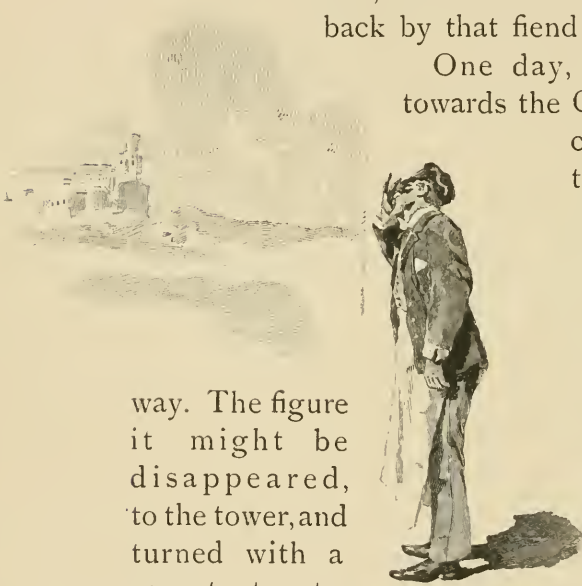 back by that fiend
One day,
towards the
way. The figure
it might be
disappeared,
to the tower, and
turned with a